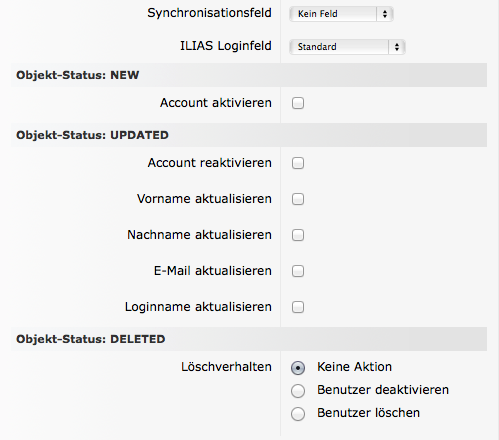 Synchronisationsfeld Kein Feld
ILIAS Loginfeld Standard
Objekt-Status: NEW
Account aktivieren
Objekt-Status: UPDATED
Account reaktivieren
Vorname aktualisieren
Nachname aktualisieren
E-Mail aktualisieren
Loginname aktualisieren
Objekt-Status: DELETED
Löschverhalten Keine Aktion
Benutzer deaktivieren
Benutzer löschen